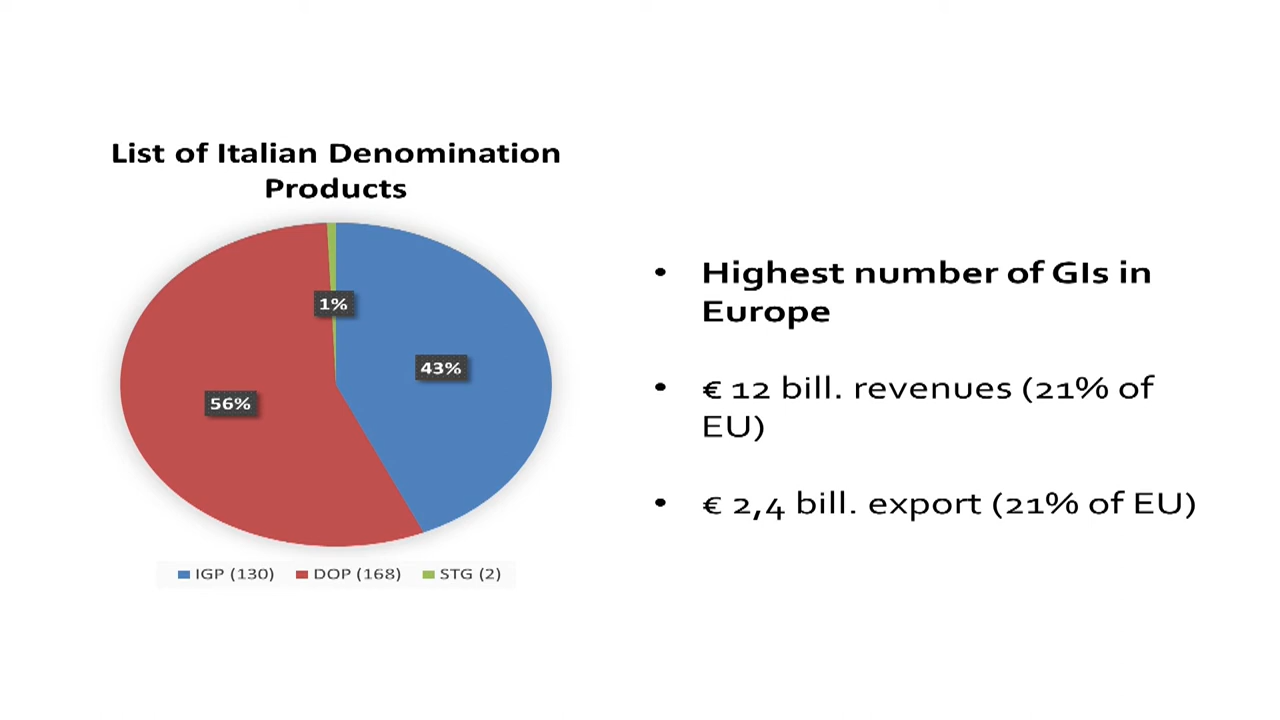 List of Italian Denomination
Products
1%
43%
56%
IGP (130) DOP (168) STG (2)
• Highest number of GIs in
Europe
• € 12 bill. revenues (21% of
EU)
• € 2,4 bill. export (21% of EU)